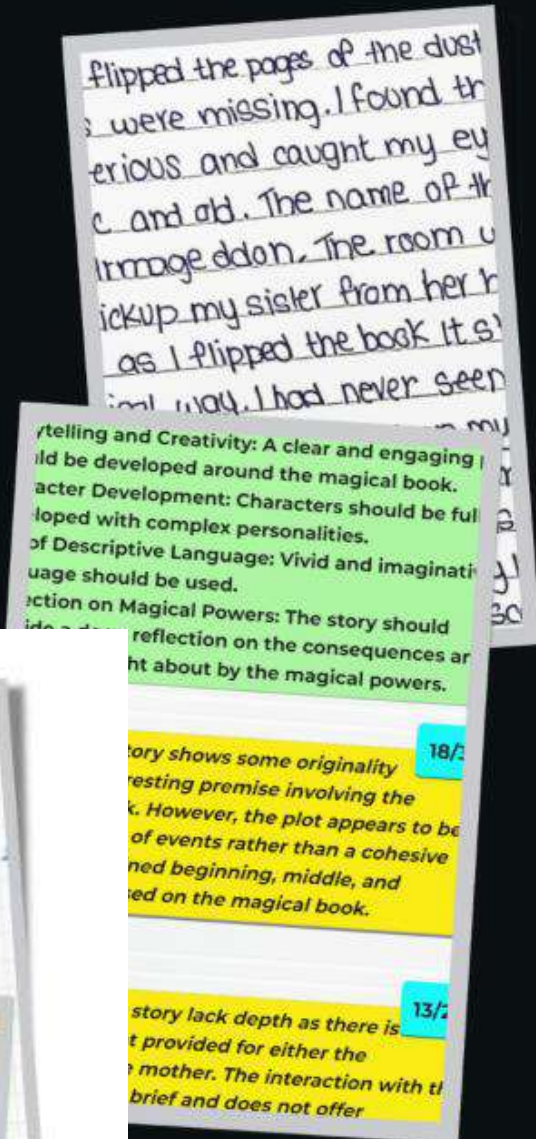 flipped the pages of the dust
s were missing. I found th
erious and caught my ey
c and old. The name of th
irmage ddon. The room u
ickup my sister from her h
as I flipped the book It s
ical way. I had never seen
my
ytelling and Creativity: A clear and engaging
ld be developed around the magical book.
acter Development: Characters should be ful
loped with complex personalities.
of Descriptive Language: Vivid and imaginati
uage should be used.
ection on Magical Powers: The story should
reflection on the consequences ar
ht about by the magical powers.
18/3
tory shows some originality
resting premise involving the
k. However, the plot appears to be
of events rather than a cohesive
ned beginning, middle, and
sed on the magical book.
13/2
story lack depth as there is
t provided for either the
mother. The interaction with th
brief and does not offer